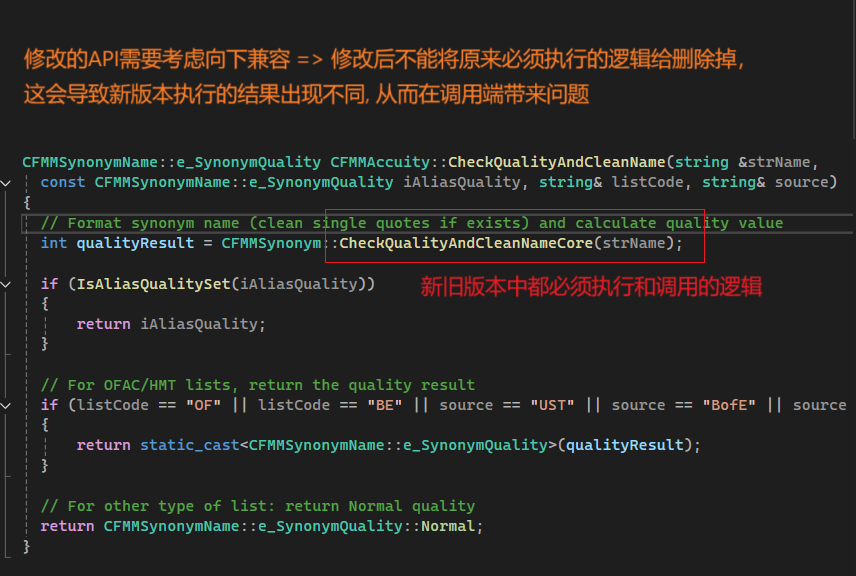 修改的API需要考虑向下兼容 => 修改后不能将原来必须执行的逻辑给删除掉,
这会导致新版本执行的结果出现不同, 从而在调用端带来问题
CFMMSynonymName::e_SynonymQuality CFMMAccuity::CheckQualityAndCleanName(string &strName,
const CFMMSynonymName::e_SynonymQuality iAliasQuality, string& listCode, string& source)
{
// Format synonym name (clean single quotes if exists) and calculate quality value
int qualityResult = CFMMSynonym::CheckQualityAndCleanNameCore(strName);
if (IsAliasQualitySet(iAliasQuality))
新旧版本中都必须执行和调用的逻辑
{
return iAliasQuality;
}
// For OFAC/HMT lists, return the quality result
if (listCode == "OF" || listCode == "BE" || source == "UST" || source == "BofE" || source
{
return static_cast<CFMMSynonymName::e_SynonymQuality>(qualityResult);
}
// For other type of list: return Normal quality
return CFMMSynonymName::e_SynonymQuality::Normal;
}